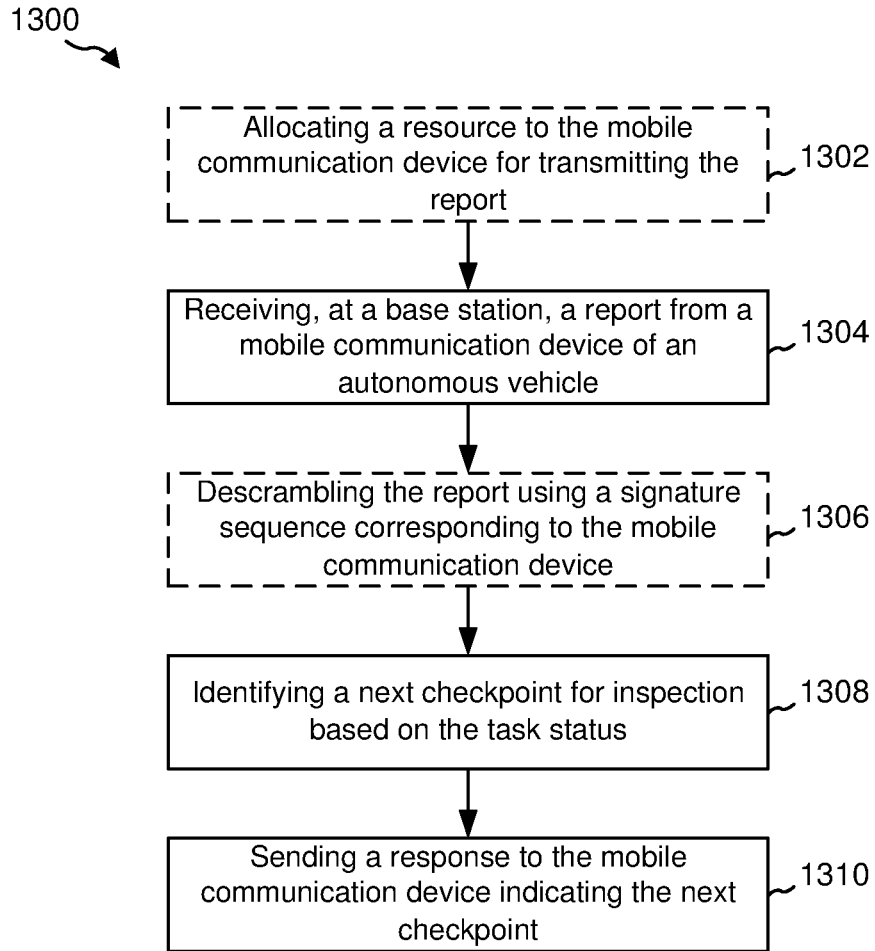 1300
Allocating a resource to the mobile
communication device for transmitting the
report
1302
Receiving, at a base station, a report from a
mobile communication device of an
autonomous vehicle
1304
Descrambling the report using a signature
sequence corresponding to the mobile
communication device
1306
Identifying a next checkpoint for inspection
based on the task status
1308
Sending a response to the mobile
communication device indicating the next
checkpoint
1310